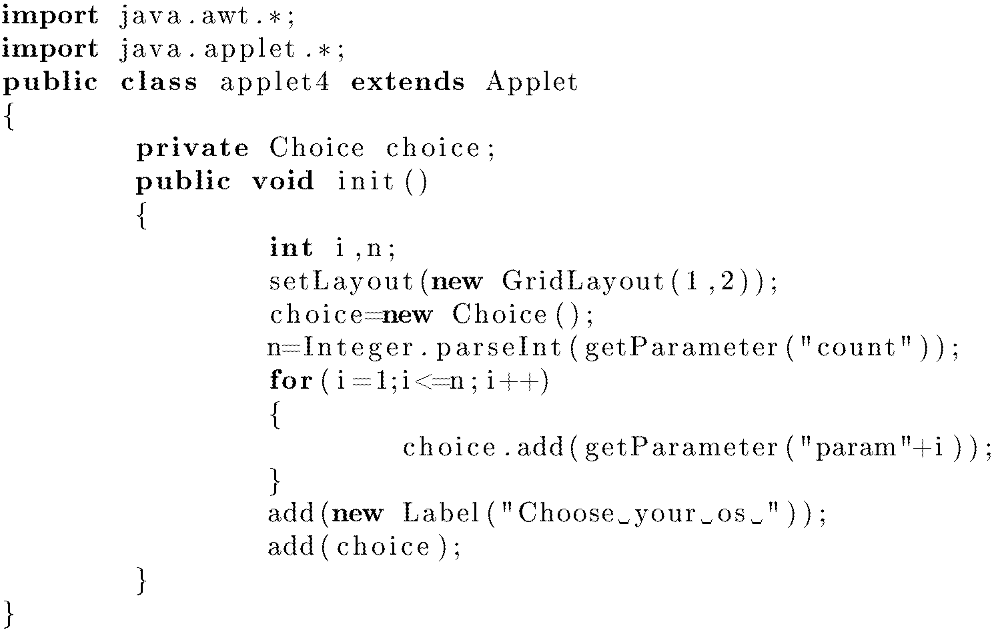 import java.awt.*;
import java.applet.*;
public class applet4 extends Applet
{
        private Choice choice;
        public void init()
        {
                int i,n;
                setLayout(new GridLayout(1,2));
                choice=new Choice();
                n=Integer.parseInt(getParameter("count"));
                for(i=1;i<=n;i++)
                {
                        choice.add(getParameter("param"+i));
                }
                add(new Label("Choose␣your␣os␣"));
                add(choice);
        }
}